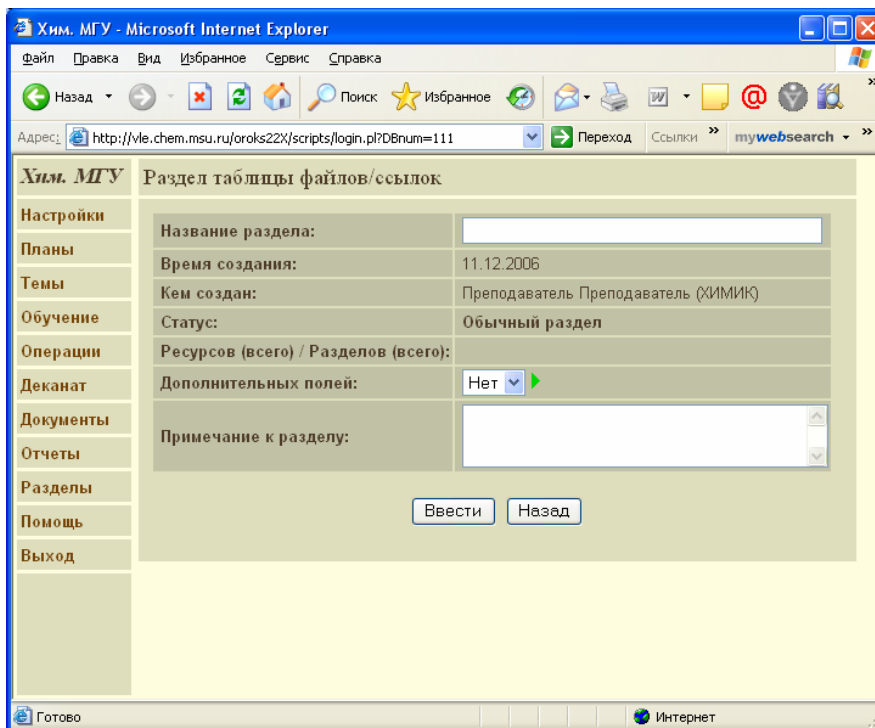 Хим. МГУ - Microsoft Internet Explorer
Файл Правка Вид Избранное Сервис Справка
Назад Поиск Избранное
Адрес: http://vle.chem.msu.ru/oroks22X/scripts/login.pl?DBnum=111 Переход Ссылки » mywebsearch »
Хим. МГУ Раздел таблицы файлов/ссылок
Настройки
Планы
Темы
Обучение
Операции
Деканат
Документы
Отчеты
Разделы
Помощь
Выход
Название раздела:
Время создания: 11.12.2006
Кем создан: Преподаватель Преподаватель (ХИМИК)
Статус: Обычный раздел
Ресурсов (всего) / Разделов (всего):
Дополнительных полей: Нет
Примечание к разделу:
Ввести Назад
Готово Интернет